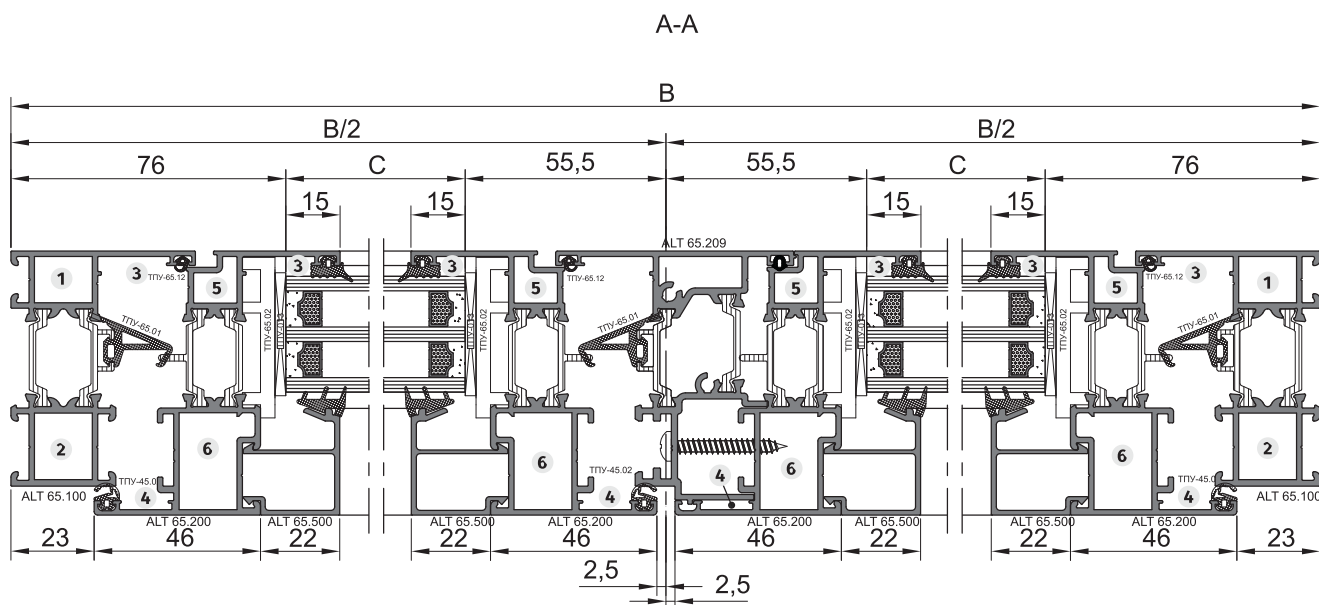 A-A
B
B/2 B/2
76 C 55,5 55,5 C 76
15 15 15 15
ALT 65.209
1 3 ТПУ-65.12 5 3 3 5 ТПУ-65.12 5 3 3 5 ТПУ-65.12 3 1
ТПУ-65.01 ТПУ-65.02 ТПУ-65.02 ТПУ-65.01 ТПУ-65.02 ТПУ-65.02 ТПУ-65.01
2 6 6 6 6 2
ТПУ-45.0 4 ТПУ-45.02 4 4 ТПУ-45.0 4
ALT 65.100 ALT 65.100
ALT 65.200 ALT 65.500 ALT 65.500 ALT 65.200 ALT 65.200 ALT 65.500 ALT 65.500 ALT 65.200
23 46 22 22 46 46 22 22 46 23
2,5 2,5